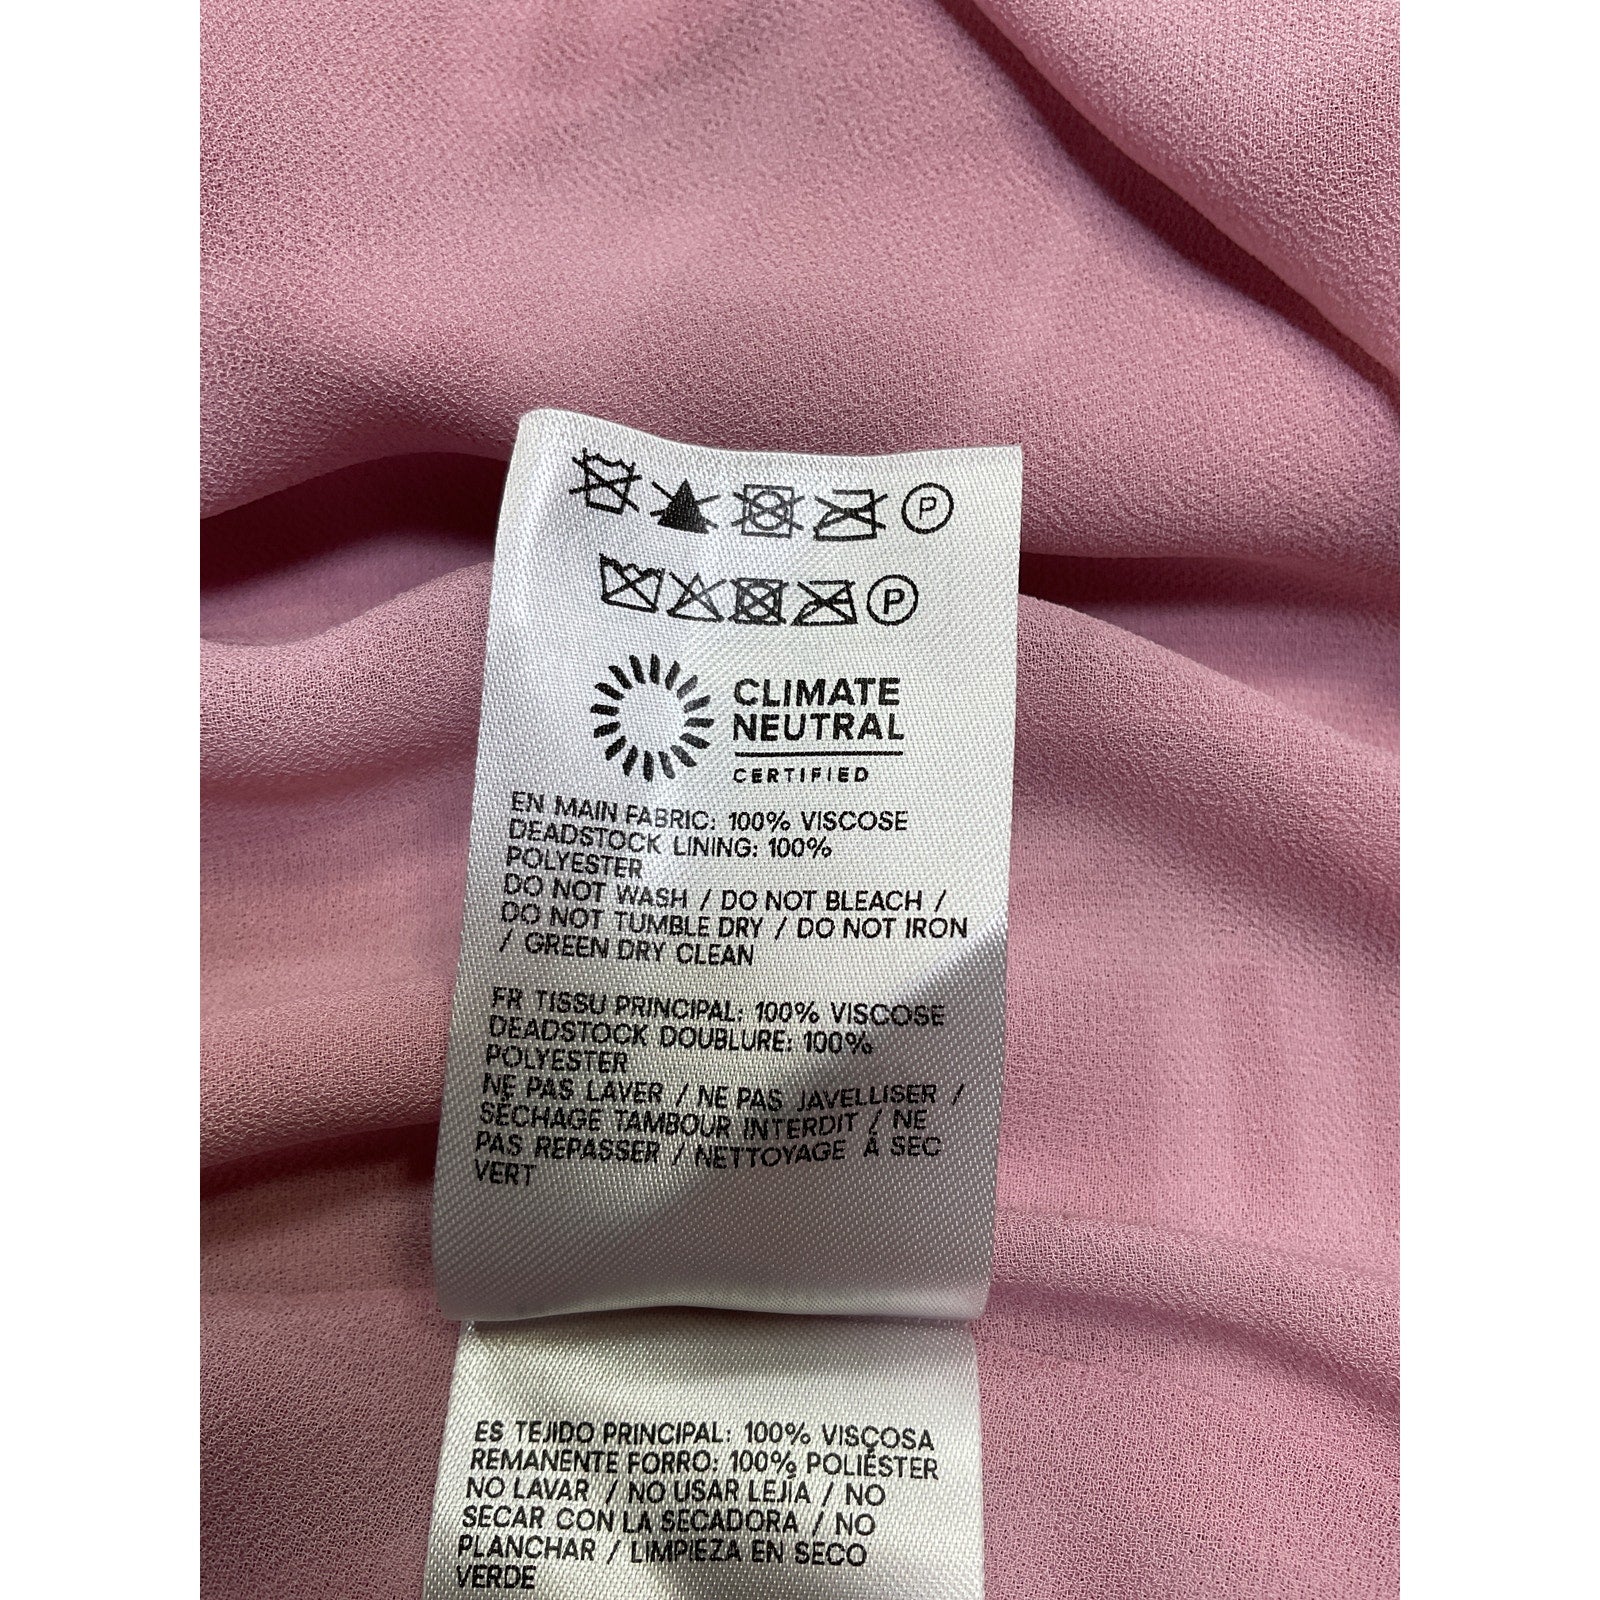 P
P
CLIMATE
NEUTRAL
CERTIFIED
EN MAIN FABRIC: 100% VISCOSE
DEADSTOCK LINING: 100%
POLYESTER
DO NOT WASH / DO NOT BLEACH /
DO NOT TUMBLE DRY / DO NOT IRON
/ GREEN DRY CLEAN
FR TISSU PRINCIPAL: 100% VISCOSE
DEADSTOCK DOUBLURE: 100%
POLYESTER
NE PAS LAVER / NE PAS JAVELLISER /
SÉCHAGE TAMBOUR INTERDIT / NE
PAS REPASSER / NETTOYAGE À SEC
VERT
ES TEJIDO PRINCIPAL: 100% VISCOSA
REMANENTE FORRO: 100% POLIÉSTER
NO LAVAR / NO USAR LEJÍA / NO
SECAR CON LA SECADORA / NO
PLANCHAR / LIMPIEZA EN SECO
VERDE